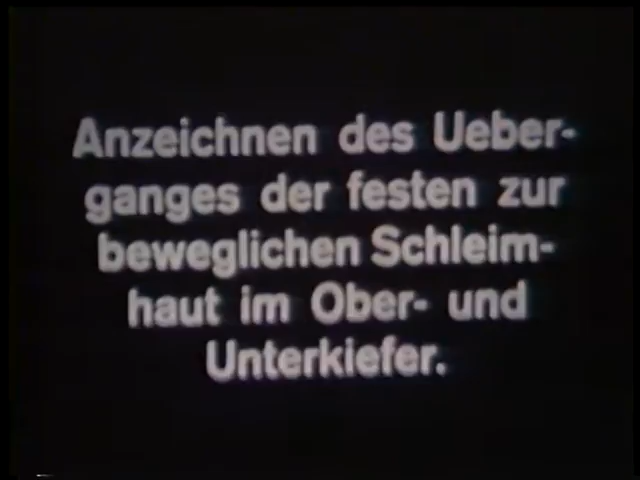 Anzeichnen des Ueber-
ganges der festen zur
beweglichen Schleim-
haut im Ober- und
Unterkiefer.